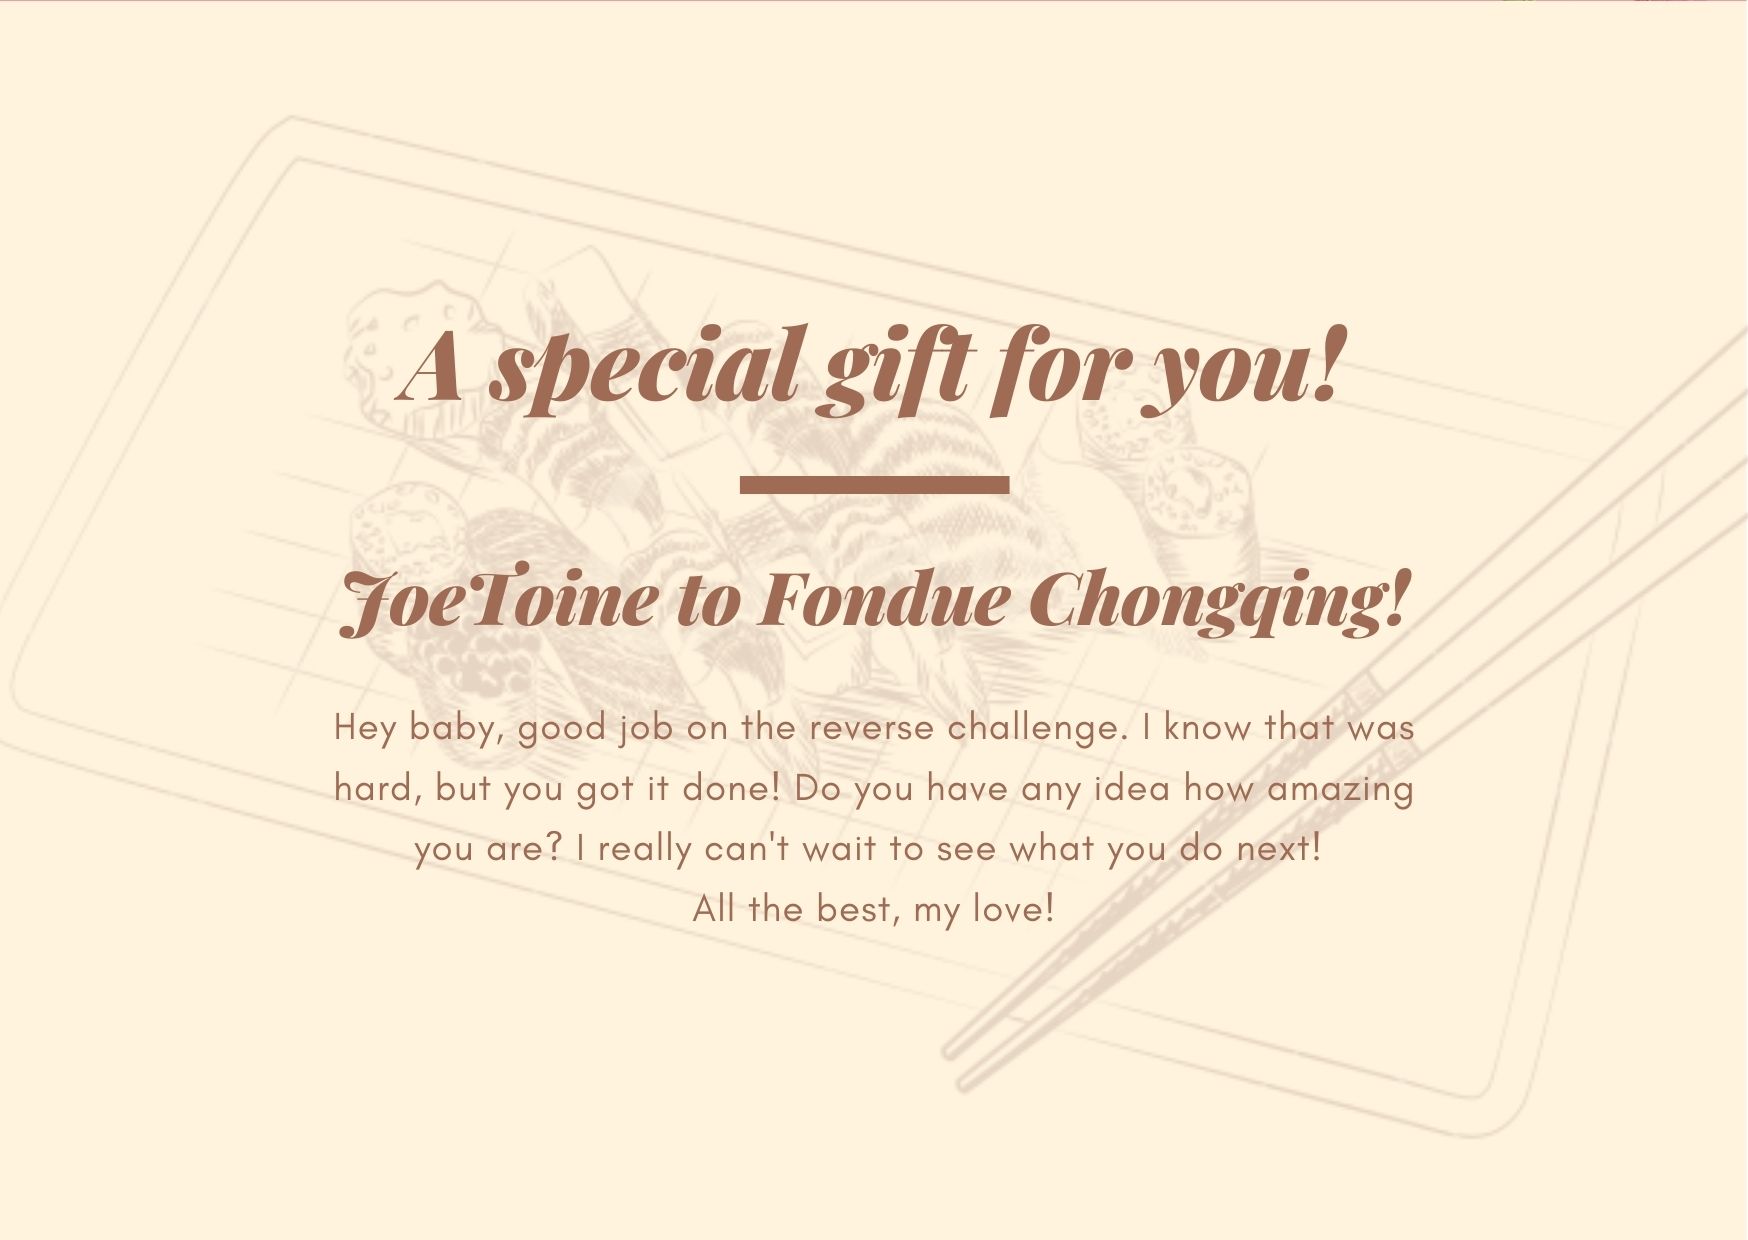 A special gift for you!
JoeToine to Fondue Chongqing!
Hey baby, good job on the reverse challenge. I know that was
hard, but you got it done! Do you have any idea how amazing
you are? I really can't wait to see what you do next!
All the best, my love!